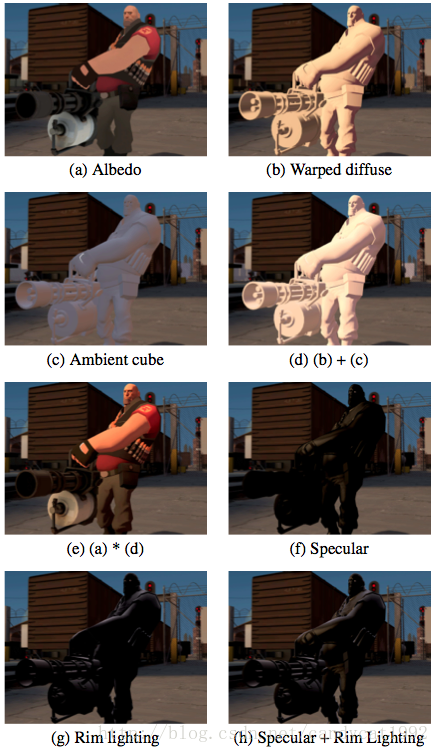 (a) Albedo
(b) Warped diffuse
(c) Ambient cube
(d) (b) + (c)
(e) (a) * (d)
(f) Specular
(g) Rim lighting
(h) Specular + Rim Lighting